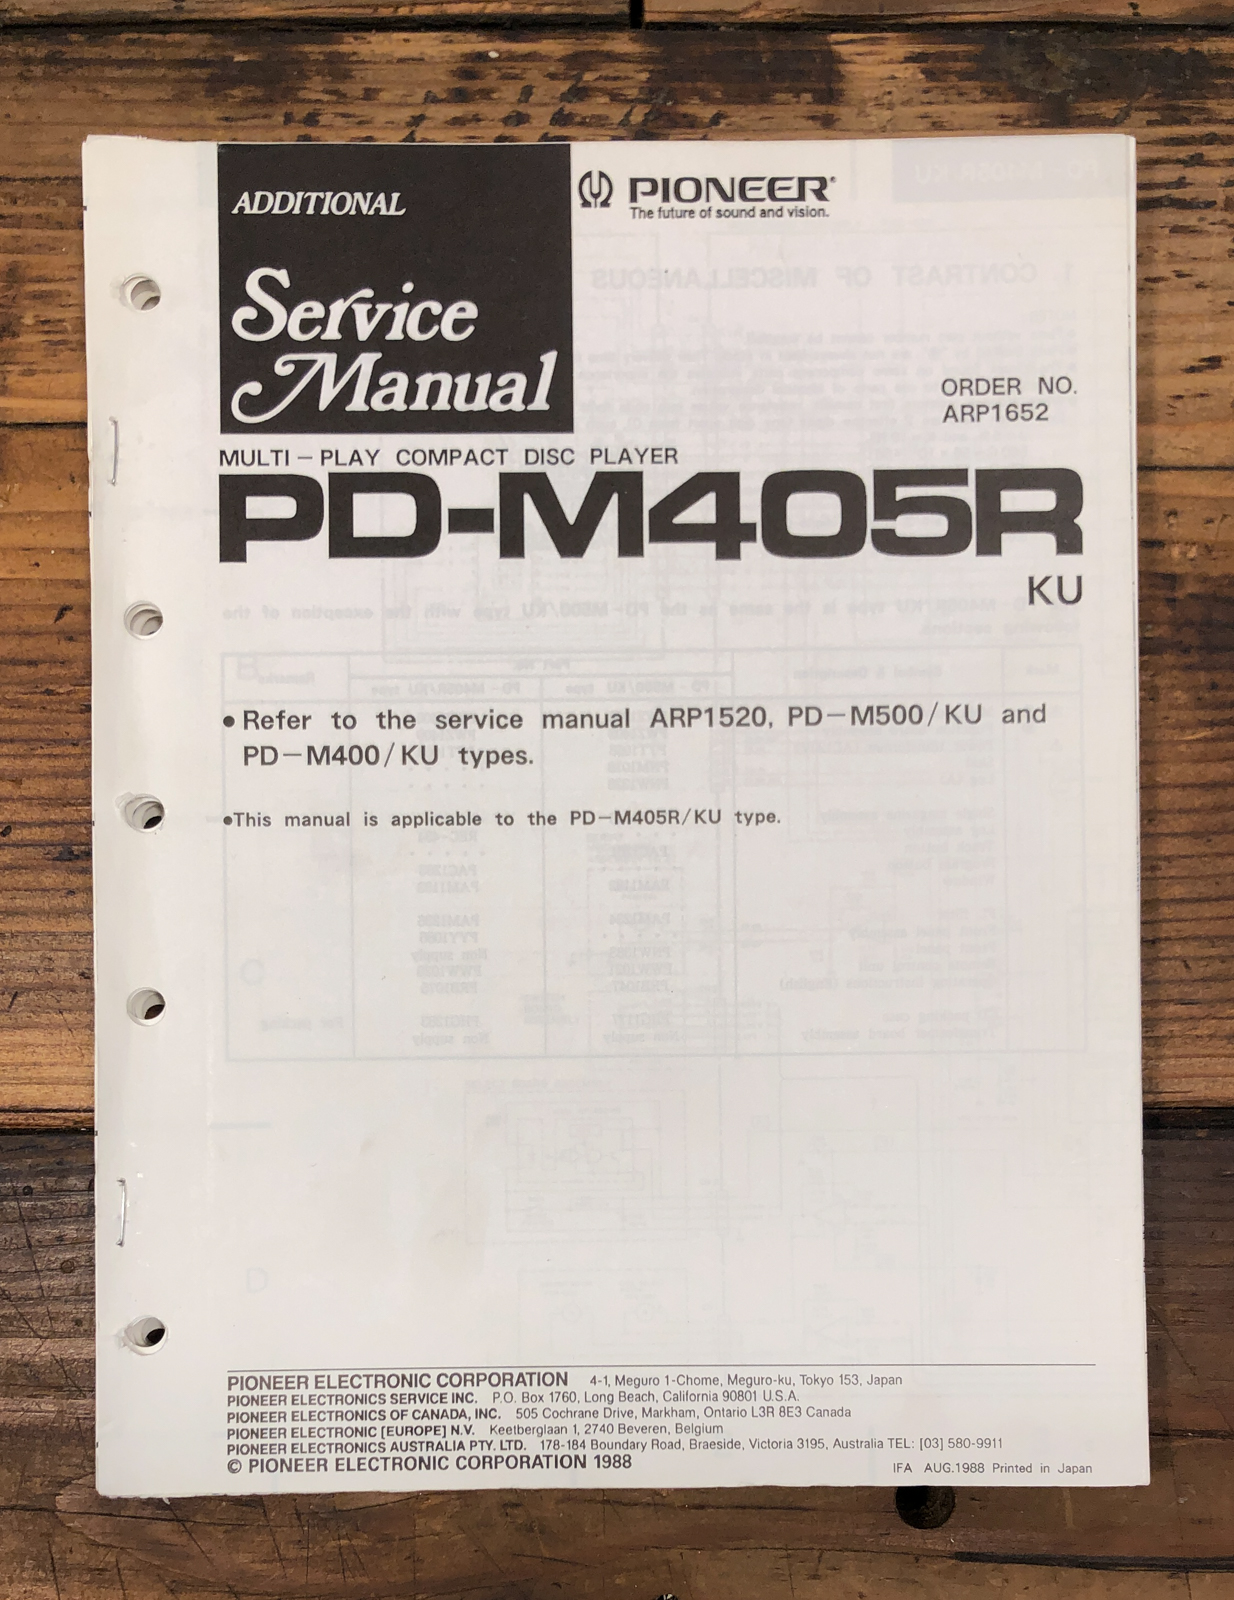 ADDITIONAL
Service
Manual
PIONEER®
The future of sound and vision.
ORDER NO.
ARP1652
MULTI-PLAY COMPACT DISC PLAYER
PD-M405R
KU
● Refer to the service manual ARP1520, PD-M500/KU and
PD-M400/KU types.
● This manual is applicable to the PD-M405R/KU type.
PIONEER ELECTRONIC CORPORATION 4-1, Meguro 1-Chome, Meguro-ku, Tokyo 153, Japan
PIONEER ELECTRONICS SERVICE INC. P.O. Box 1760, Long Beach, California 90801 U.S.A.
PIONEER ELECTRONICS OF CANADA, INC. 505 Cochrane Drive, Markham, Ontario L3R 8E3 Canada
PIONEER ELECTRONIC [EUROPE] N.V. Keetberglaan 1, 2740 Beveren, Belgium
PIONEER ELECTRONICS AUSTRALIA PTY. LTD. 178-184 Boundary Road, Braeside, Victoria 3195, Australia TEL: [03] 580-9911
© PIONEER ELECTRONIC CORPORATION 1988
IFA AUG.1988 Printed in Japan